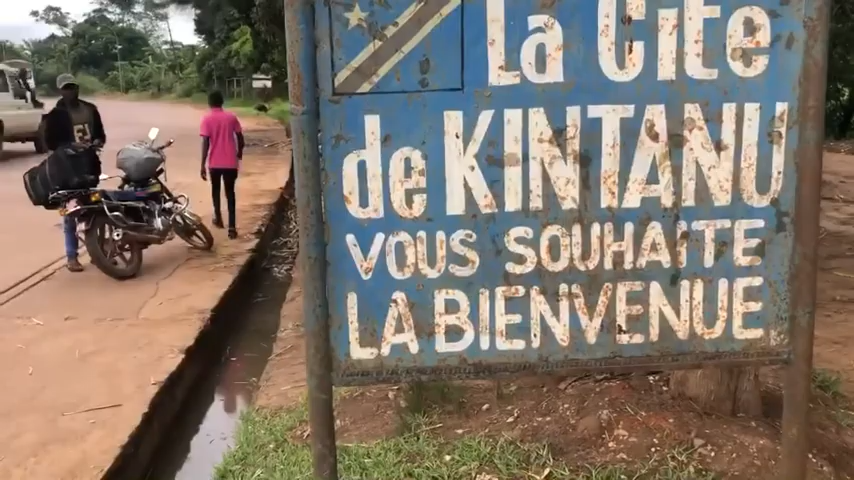 La Cité
de KINTANU
VOUS SOUHAITE
LA BIENVENUE